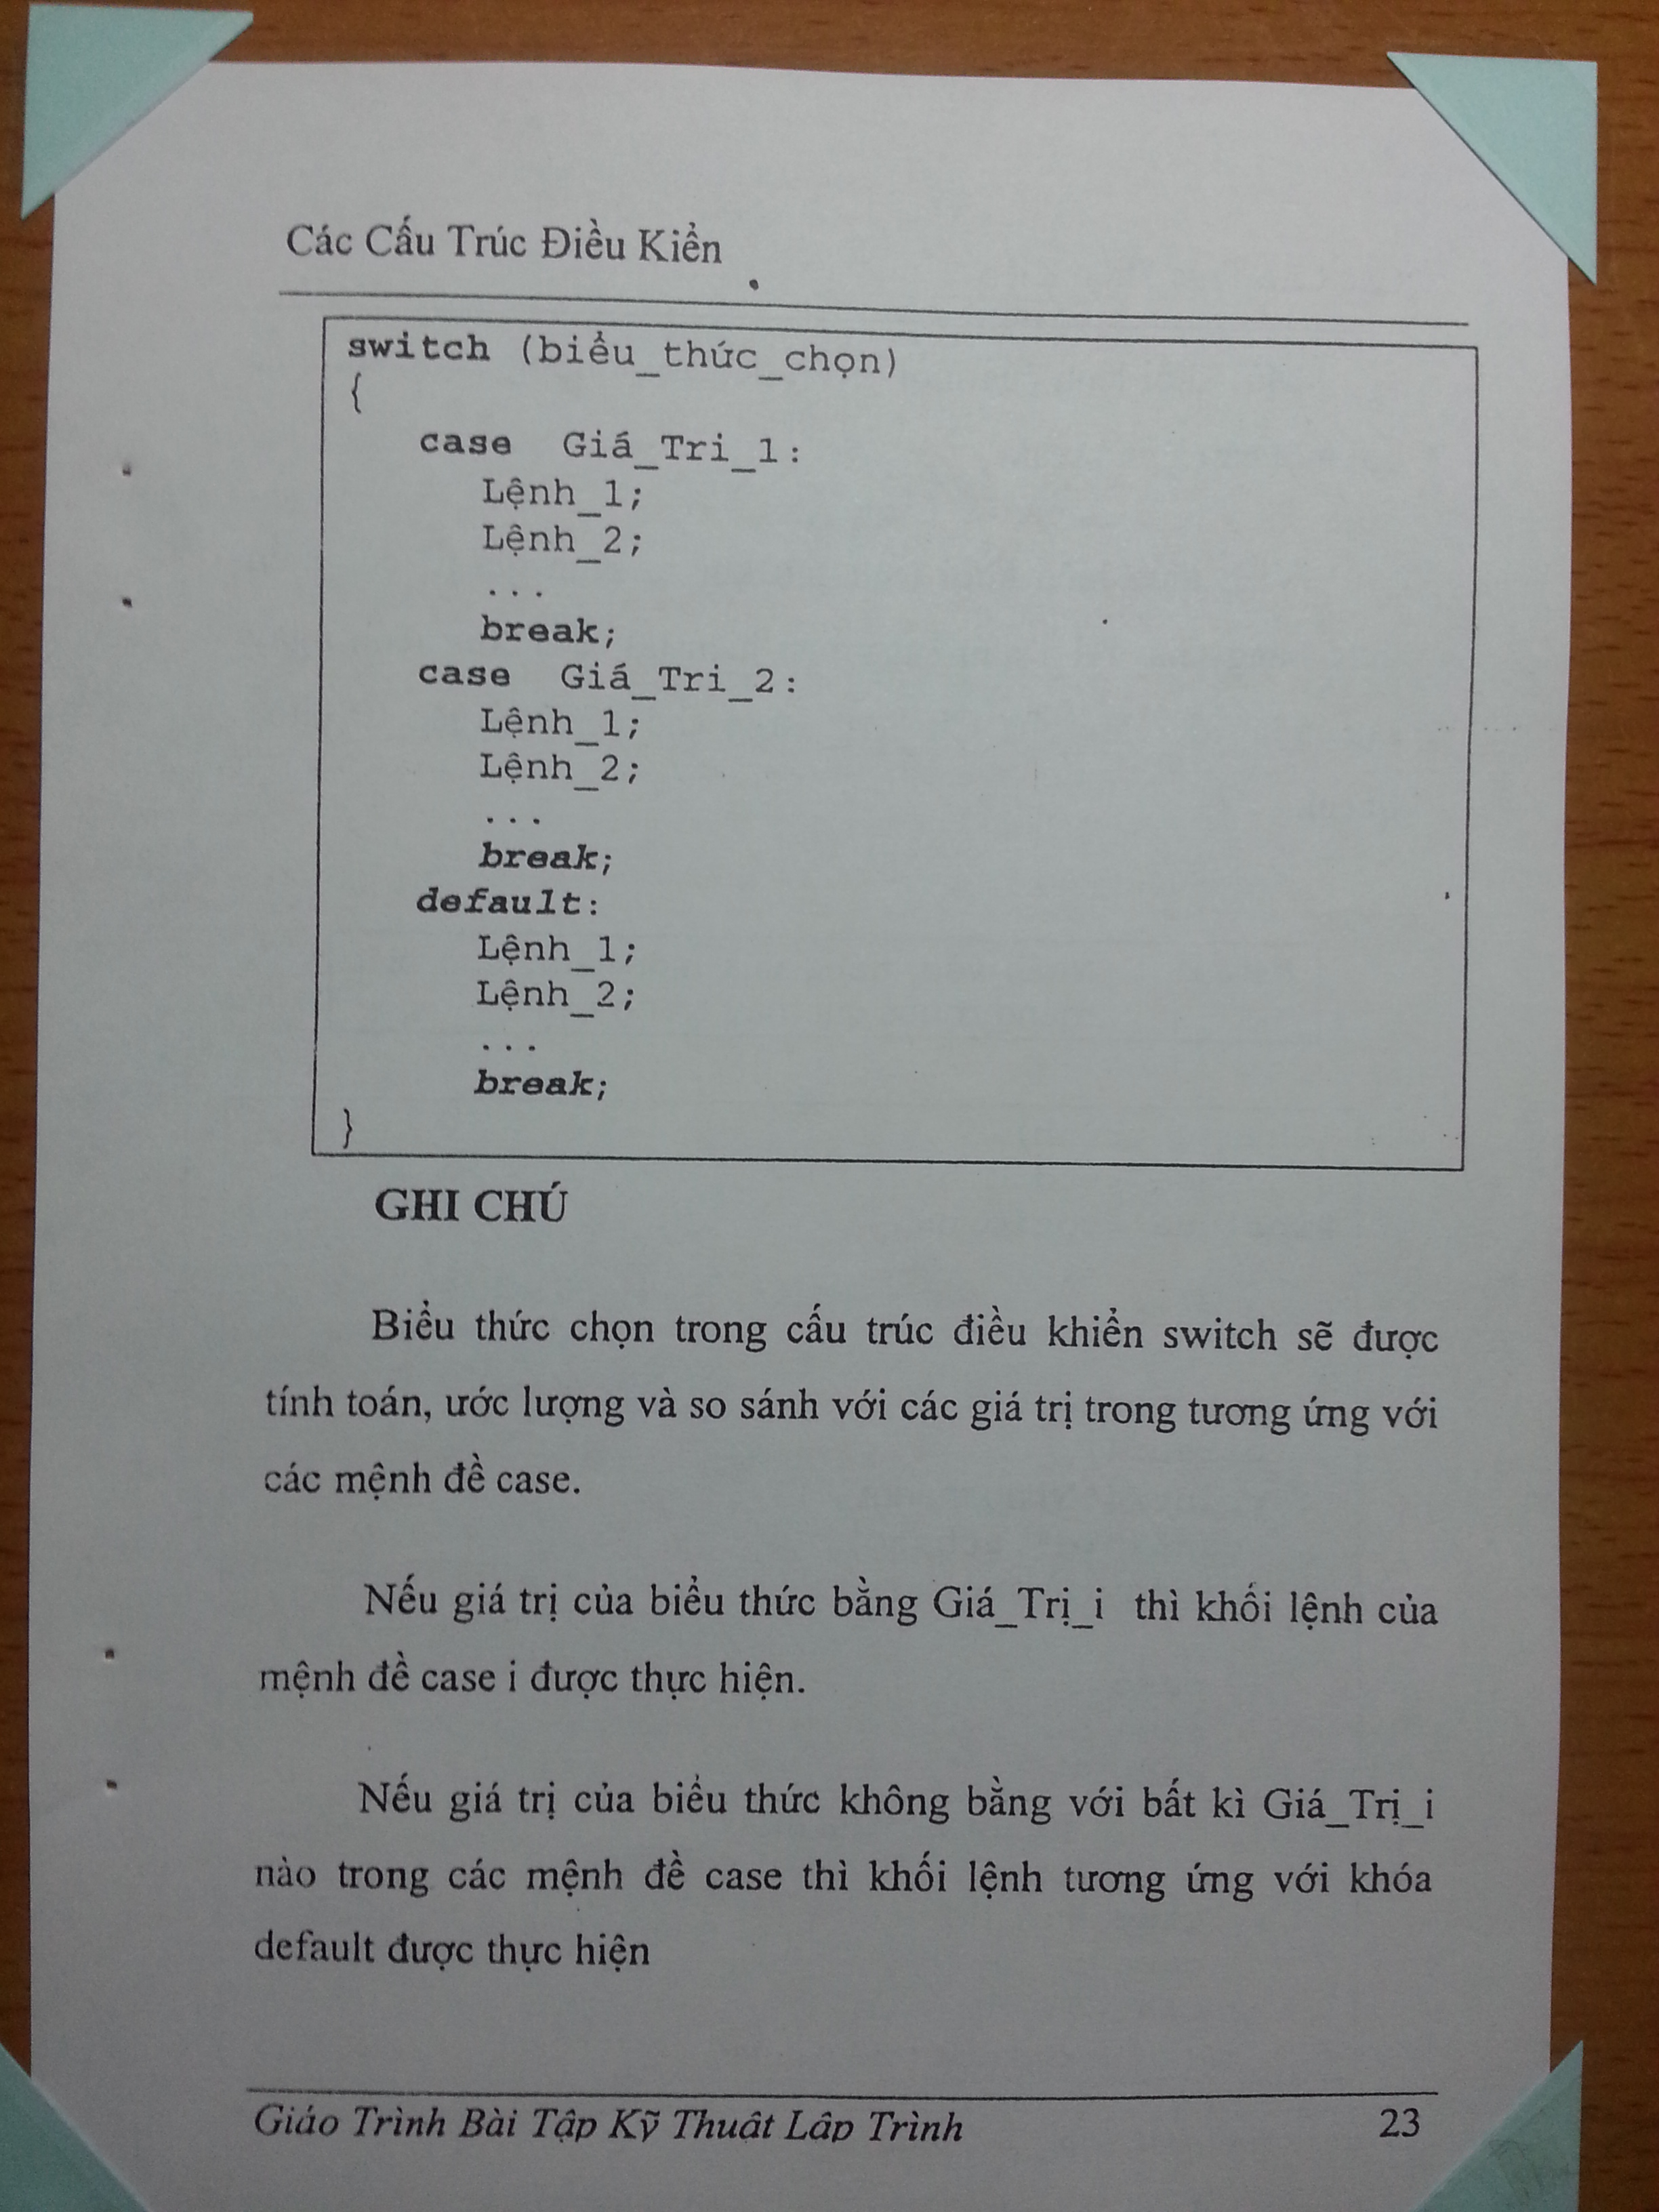 Các Cấu Trúc Điều Kiển
switch (biểu_thức_chọn)
{
case Giá_Tri_1:
Lệnh_1;
Lệnh_2;
...
break;
case Giá_Tri_2:
Lệnh_1;
Lệnh_2;
...
break;
default:
Lệnh_1;
Lệnh_2;
...
break;
}
GHI CHÚ
Biểu thức chọn trong cấu trúc điều khiển switch sẽ được
tính toán, ước lượng và so sánh với các giá trị trong tương ứng với
các mệnh đề case.
Nếu giá trị của biểu thức bằng Giá_Trị_i thì khối lệnh của
mệnh đề case i được thực hiện.
Nếu giá trị của biểu thức không bằng với bất kì Giá_Trị_i
nào trong các mệnh đề case thì khối lệnh tương ứng với khóa
default được thực hiện
Giáo Trình Bài Tập Kỹ Thuật Lập Trình 23